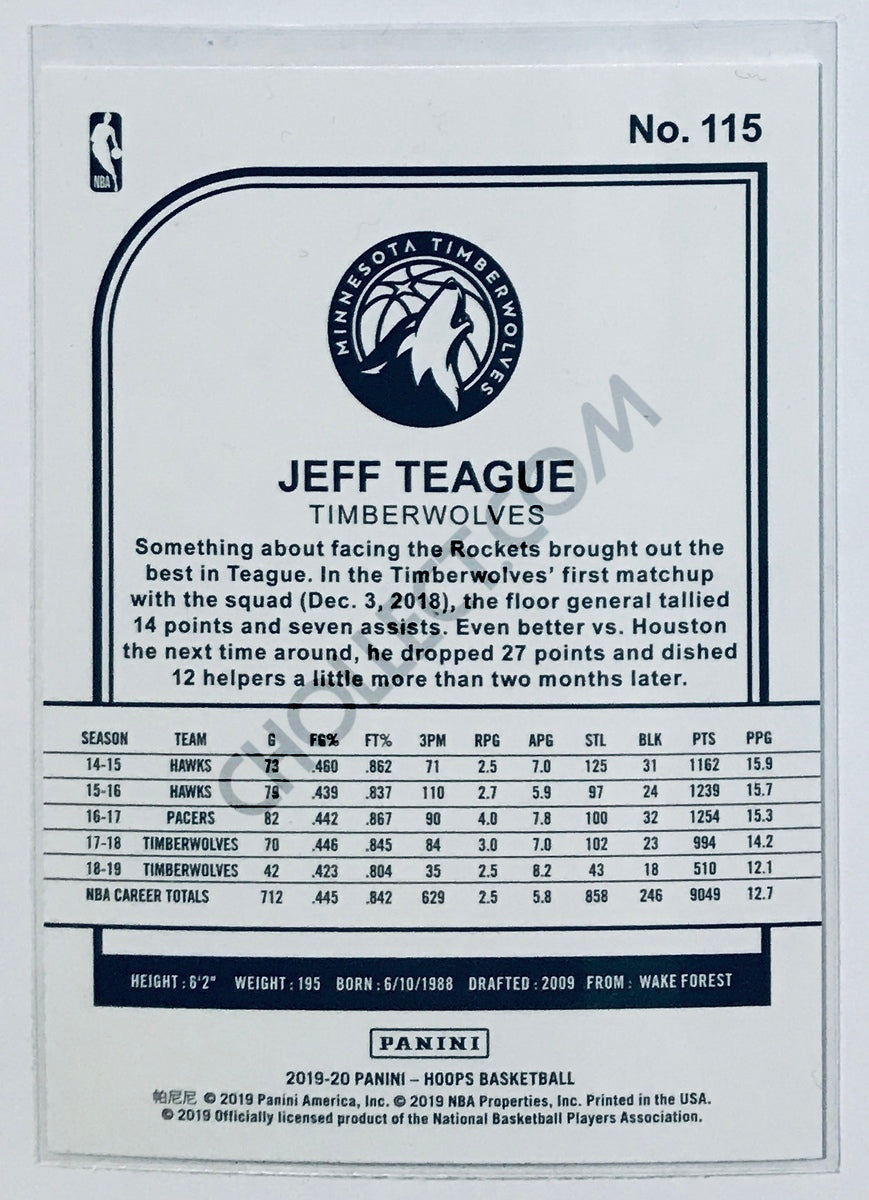 NBA
No. 115
MINNESOTA TIMBERWOLVES
JEFF TEAGUE
TIMBERWOLVES
Something about facing the Rockets brought out the
best in Teague. In the Timberwolves' first matchup
with the squad (Dec. 3, 2018), the floor general tallied
14 points and seven assists. Even better vs. Houston
the next time around, he dropped 27 points and dished
12 helpers a little more than two months later.
SEASON TEAM G FG% FT% 3PM RPG APG STL BLK PTS PPG
14-15 HAWKS 73 .460 .862 71 2.5 7.0 125 31 1162 15.9
15-16 HAWKS 79 .439 .837 110 2.7 5.9 97 24 1239 15.7
16-17 PACERS 82 .442 .867 90 4.0 7.8 100 32 1254 15.3
17-18 TIMBERWOLVES 70 .446 .845 84 3.0 7.0 102 23 994 14.2
18-19 TIMBERWOLVES 42 .423 .804 35 2.5 8.2 43 18 510 12.1
NBA CAREER TOTALS 712 .445 .842 629 2.5 5.8 858 246 9049 12.7
HEIGHT: 6'2" WEIGHT: 195 BORN: 6/10/1988 DRAFTED: 2009 FROM: WAKE FOREST
PANINI
2019-20 PANINI – HOOPS BASKETBALL
帕尼尼 © 2019 Panini America, Inc. © 2019 NBA Properties, Inc. Printed in the USA.
© 2019 Officially licensed product of the National Basketball Players Association.
CHOLLECT.COM